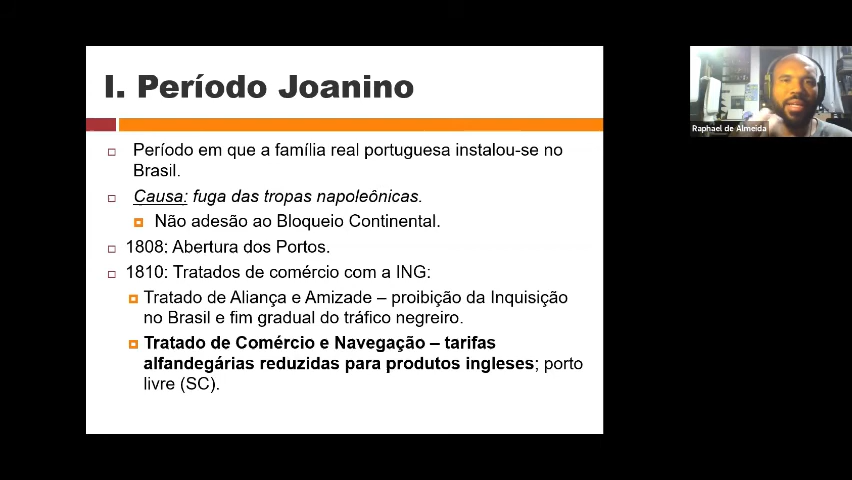 I. Período Joanino
Período em que a família real portuguesa instalou-se no
Brasil.
Causa: fuga das tropas napoleônicas.
Não adesão ao Bloqueio Continental.
1808: Abertura dos Portos.
1810: Tratados de comércio com a ING:
Tratado de Aliança e Amizade – proibição da Inquisição
no Brasil e fim gradual do tráfico negreiro.
Tratado de Comércio e Navegação – tarifas
alfandegárias reduzidas para produtos ingleses; porto
livre (SC).
Raphael de Almeida